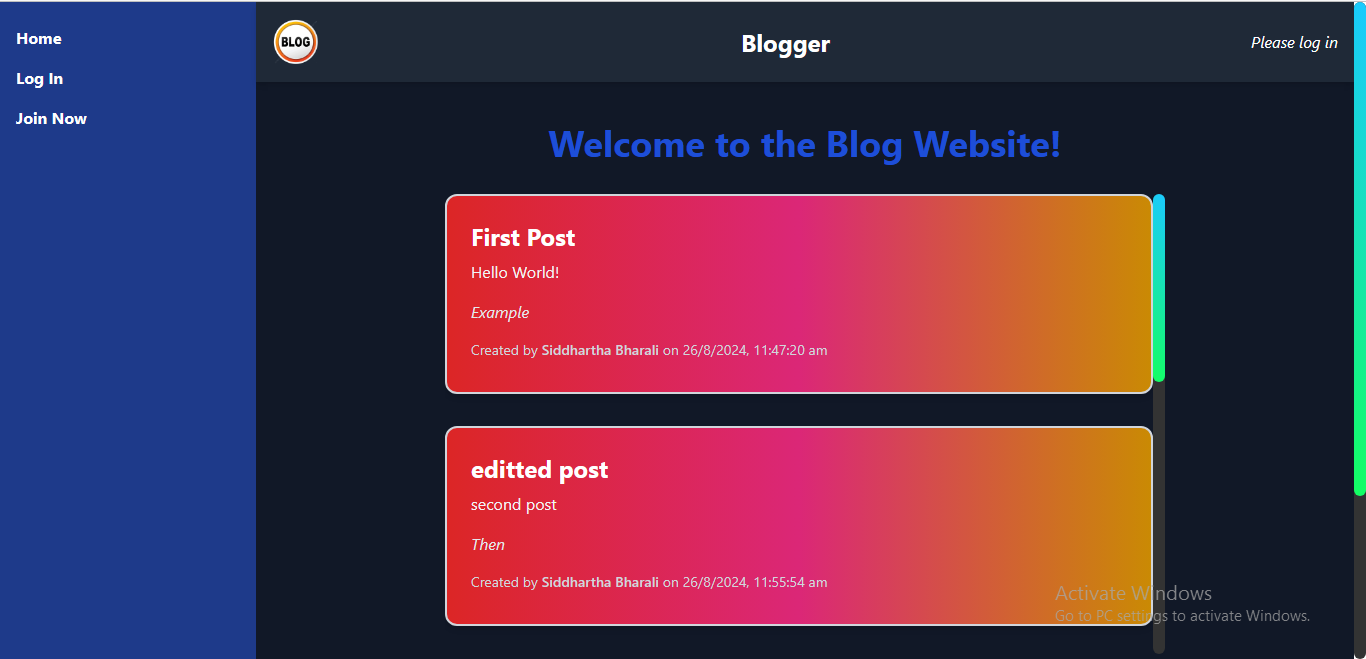 Home
Log In
Join Now
BLOG
Blogger
Please log in
Welcome to the Blog Website!
First Post
Hello World!
Example
Created by Siddhartha Bharali on 26/8/2024, 11:47:20 am
editted post
second post
Then
Created by Siddhartha Bharali on 26/8/2024, 11:55:54 am
Activate Windows
Go to PC settings to activate Windows.